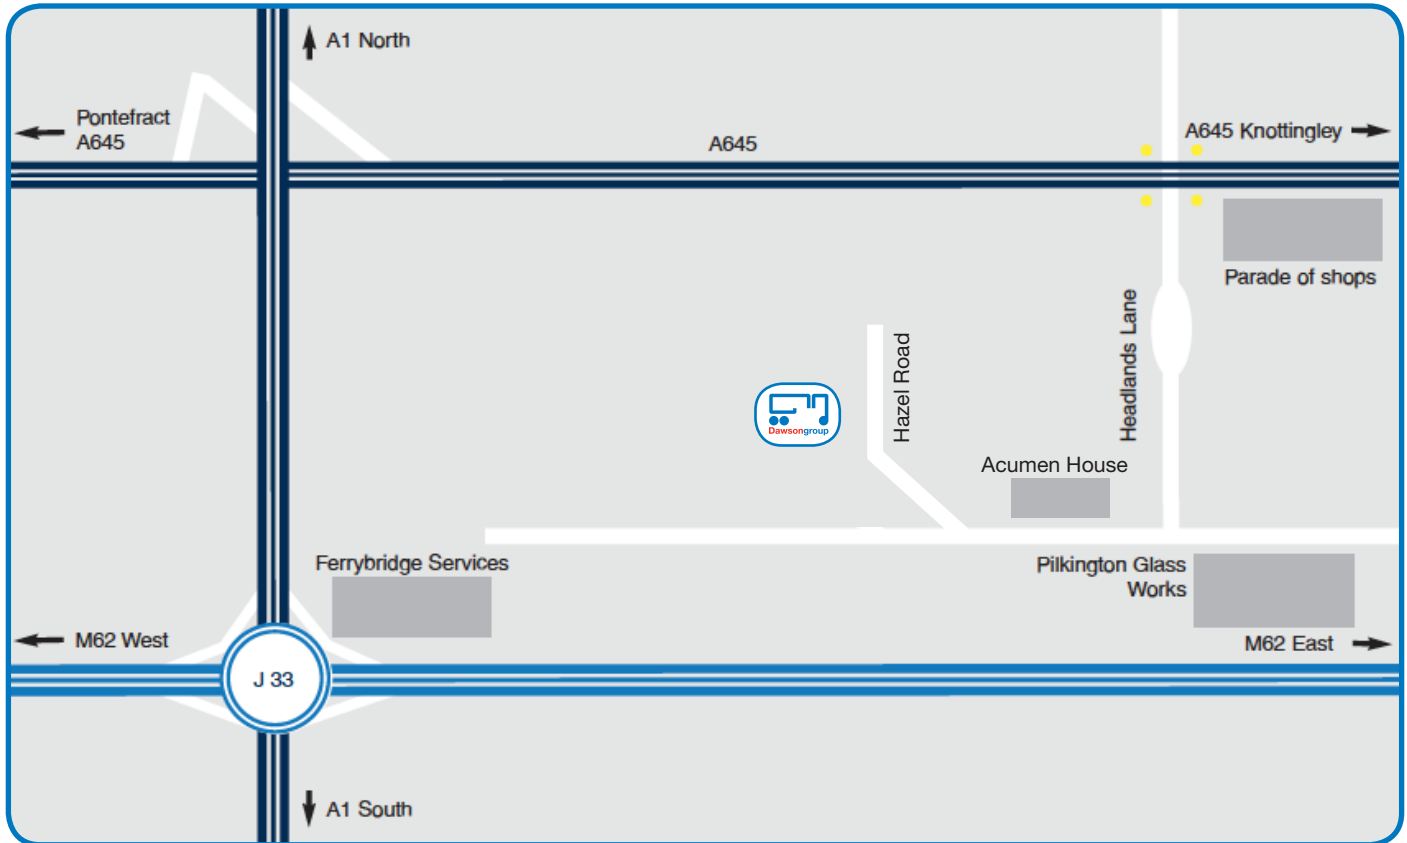 A1 North
Pontefract
A645
A645
A645 Knottingley
Parade of shops
Headlands Lane
Hazel Road
Dawsongroup
Acumen House
Ferrybridge Services
Pilkington Glass
Works
M62 West
M62 East
J 33
A1 South